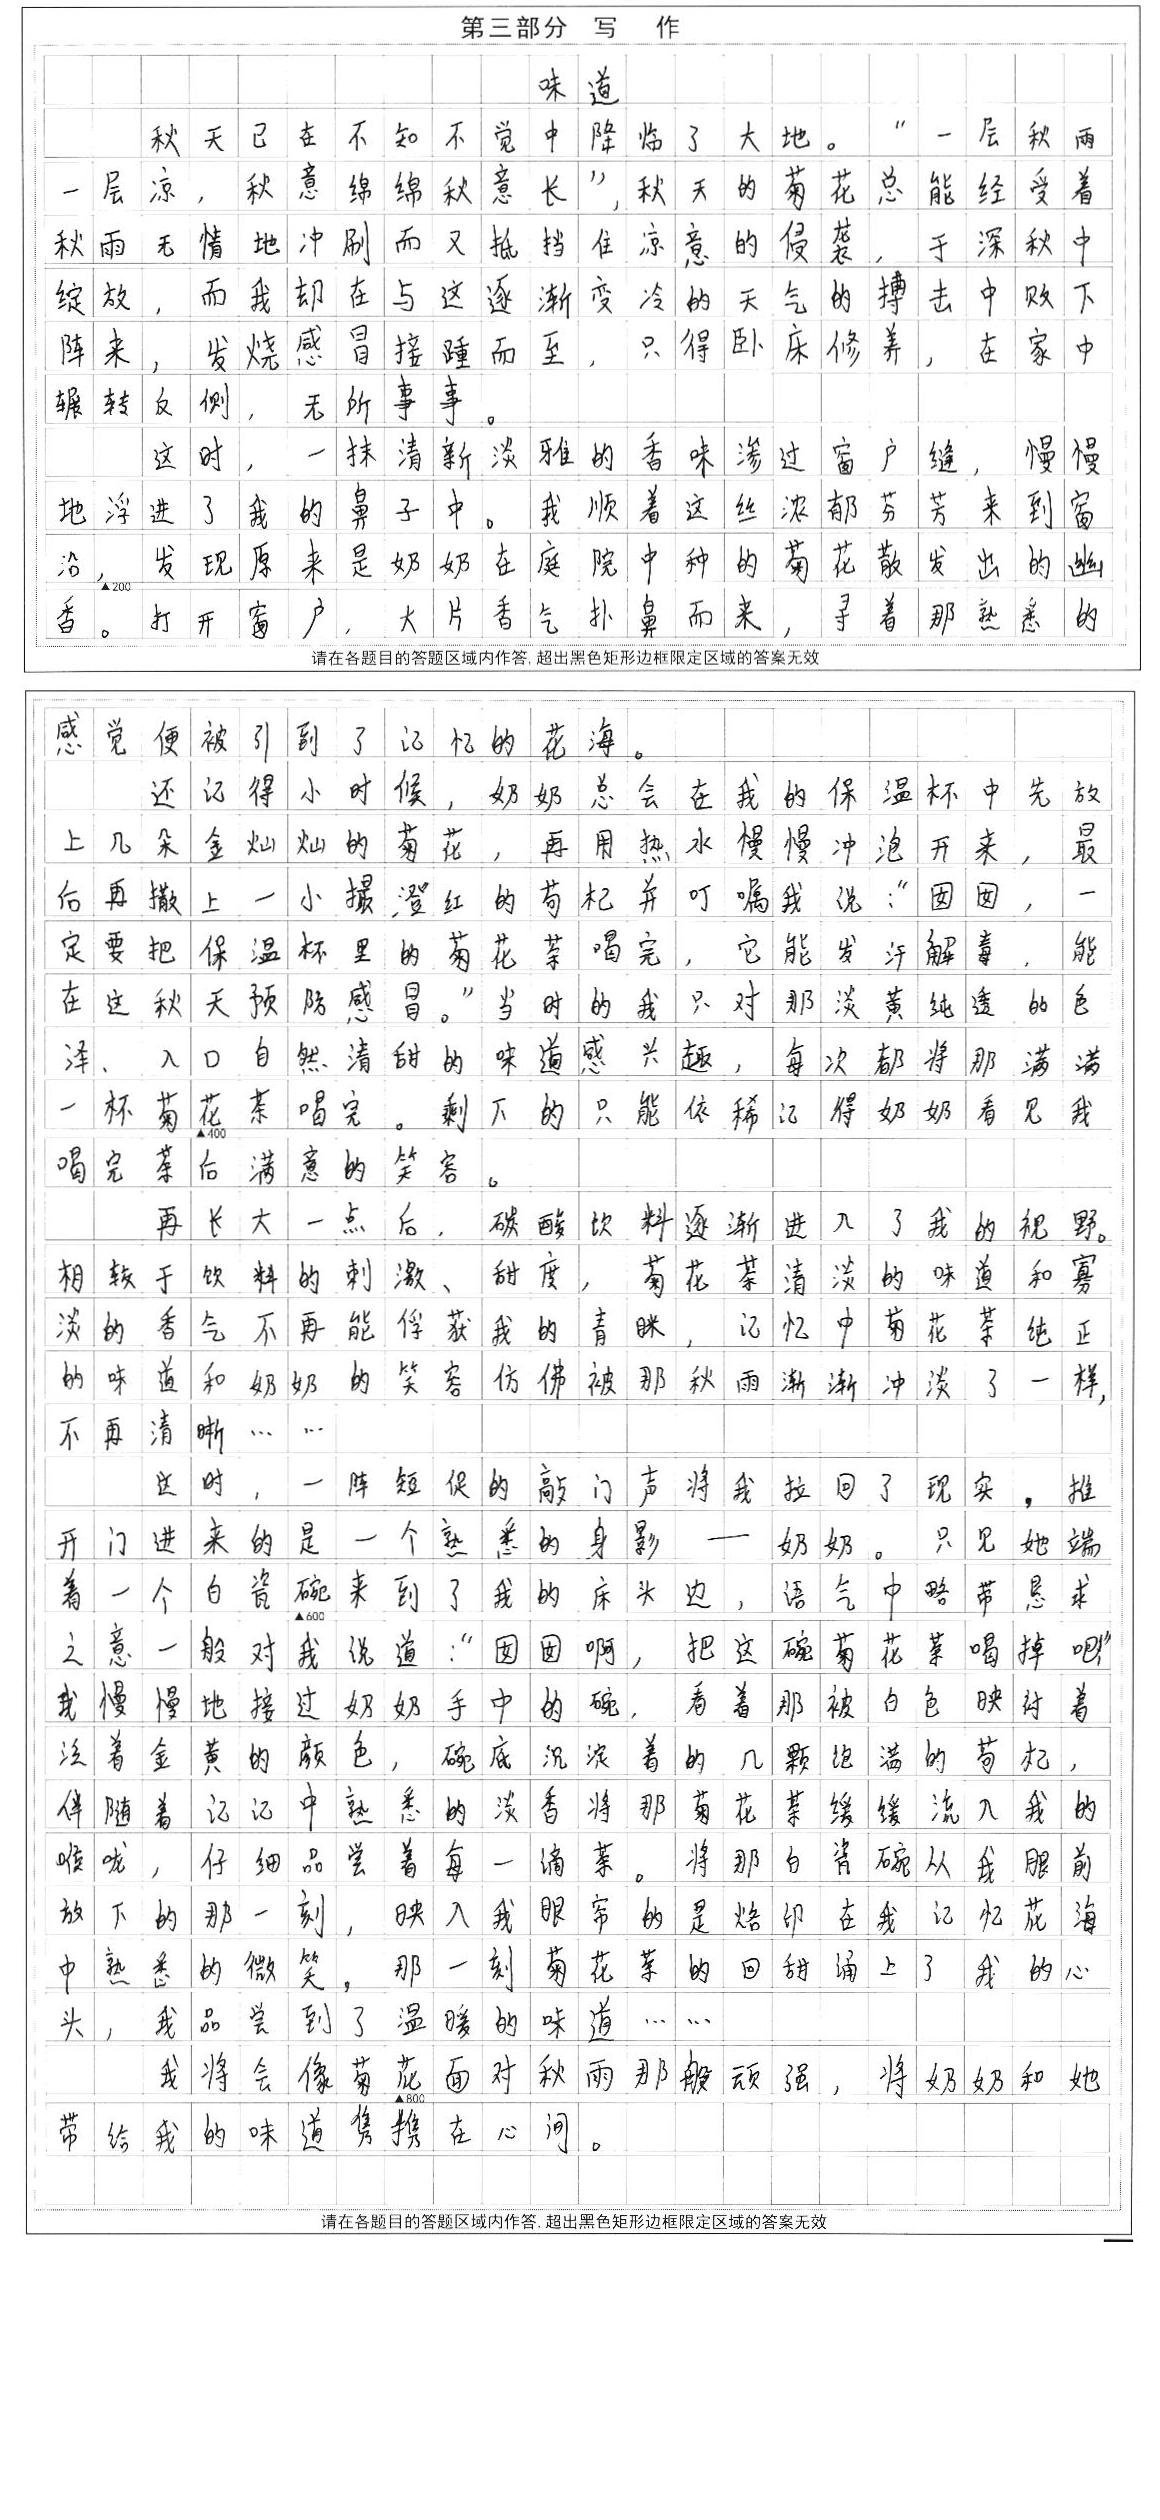 第三部分 写 作
味道
秋天已在不知不觉中降临了大地。“一层秋雨
一层凉,秋意绵绵秋意长”,秋天的菊花总能经受着
秋雨无情地冲刷而又抵挡住凉意的侵袭,于深秋中
绽放,而我却在与这逐渐变冷的天气的搏击中败下
阵来,发烧感冒接踵而至,只得卧床修养,在家中
辗转反侧,无所事事。
这时,一抹清新淡雅的香味渗过窗户缝,慢慢
地浮进了我的鼻子中。我顺着这丝浓郁芬芳来到窗
沿,发现原来是奶奶在庭院中种的菊花散发出的幽
▲200
香。打开窗户,大片香气扑鼻而来,寻着那熟悉的
请在各题目的答题区域内作答,超出黑色矩形边框限定区域的答案无效
感觉便被引到了记忆的花海。
还记得小时候,奶奶总会在我的保温杯中先放
上几朵金灿灿的菊花,再用热水慢慢冲泡开来,最
后再撒上一小撮澄红的枸杞并叮嘱我说:“囡囡,一
定要把保温杯里的菊花茶喝完,它能发汗解毒,能
在这秋天预防感冒。”当时的我只对那淡黄纯透的色
泽、入口自然清甜的味道感兴趣,每次都将那满满
一杯菊花茶喝完。剩下的只能依稀记得奶奶看见我
▲400
喝完茶后满意的笑容。
再长大一点后,碳酸饮料逐渐进入了我的视野。
相较于饮料的刺激、甜度,菊花茶清淡的味道和寡
淡的香气不再能俘获我的青睐,记忆中菊花茶纯正
的味道和奶奶的笑容仿佛被那秋雨渐渐冲淡了一样,
不再清晰……
这时,一阵短促的敲门声将我拉回了现实,推
开门进来的是一个熟悉的身影——奶奶。只见她端
着一个白瓷碗来到了我的床头边,语气中略带恳求
▲600
之意一般对我说道:“囡囡啊,把这碗菊花茶喝掉吧!”
我慢慢地接过奶奶手中的碗,看着那被白色映衬着
泛着金黄的颜色,碗底沉淀着的几颗饱满的枸杞,
伴随着记记中熟悉的淡香将那菊花茶缓缓流入我的
喉咙,仔细品尝着每一滴茶。将那白瓷碗从我眼前
放下的那一刻,映入我眼帘的是烙印在我记忆花海
中熟悉的微笑,那一刻菊花茶的回甜涌上了我的心
头,我品尝到了温暖的味道……
我将会像菊花面对秋雨那般顽强,将奶奶和她
▲800
带给我的味道隽携在心间。
请在各题目的答题区域内作答,超出黑色矩形边框限定区域的答案无效